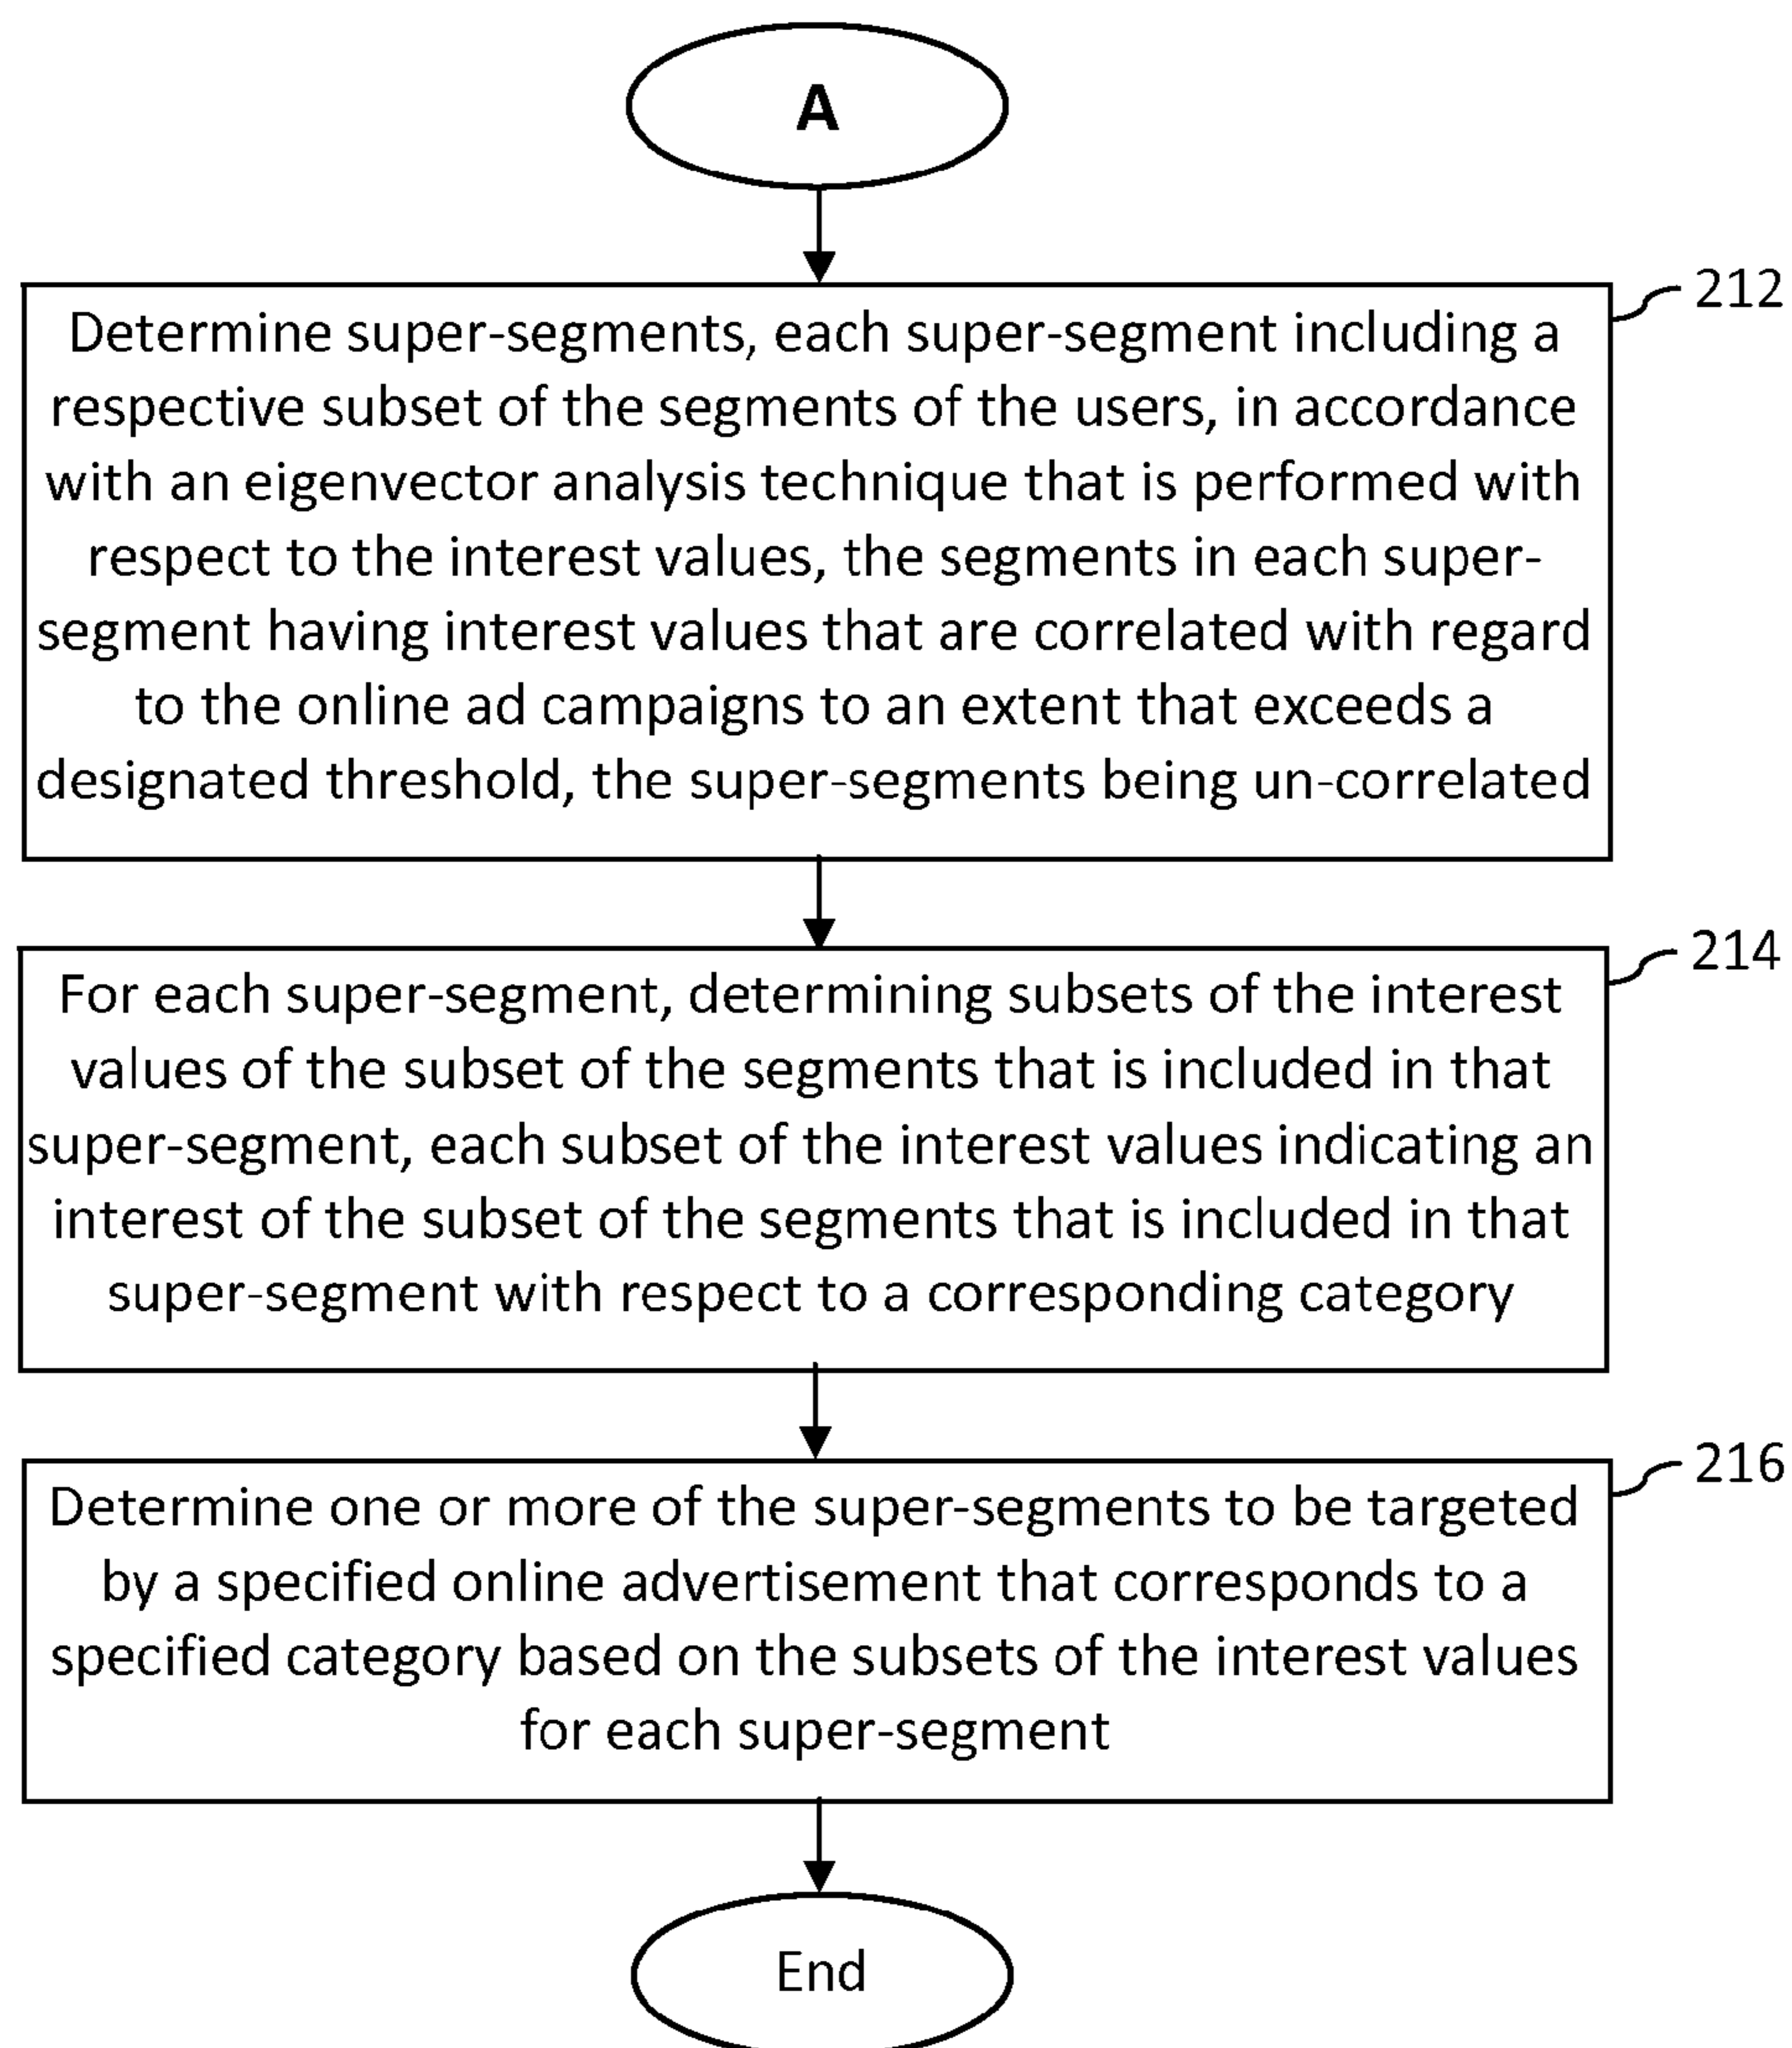 A
212
Determine super-segments, each super-segment including a
respective subset of the segments of the users, in accordance
with an eigenvector analysis technique that is performed with
respect to the interest values, the segments in each super-
segment having interest values that are correlated with regard
to the online ad campaigns to an extent that exceeds a
designated threshold, the super-segments being un-correlated
214
For each super-segment, determining subsets of the interest
values of the subset of the segments that is included in that
super-segment, each subset of the interest values indicating an
interest of the subset of the segments that is included in that
super-segment with respect to a corresponding category
216
Determine one or more of the super-segments to be targeted
by a specified online advertisement that corresponds to a
specified category based on the subsets of the interest values
for each super-segment
End